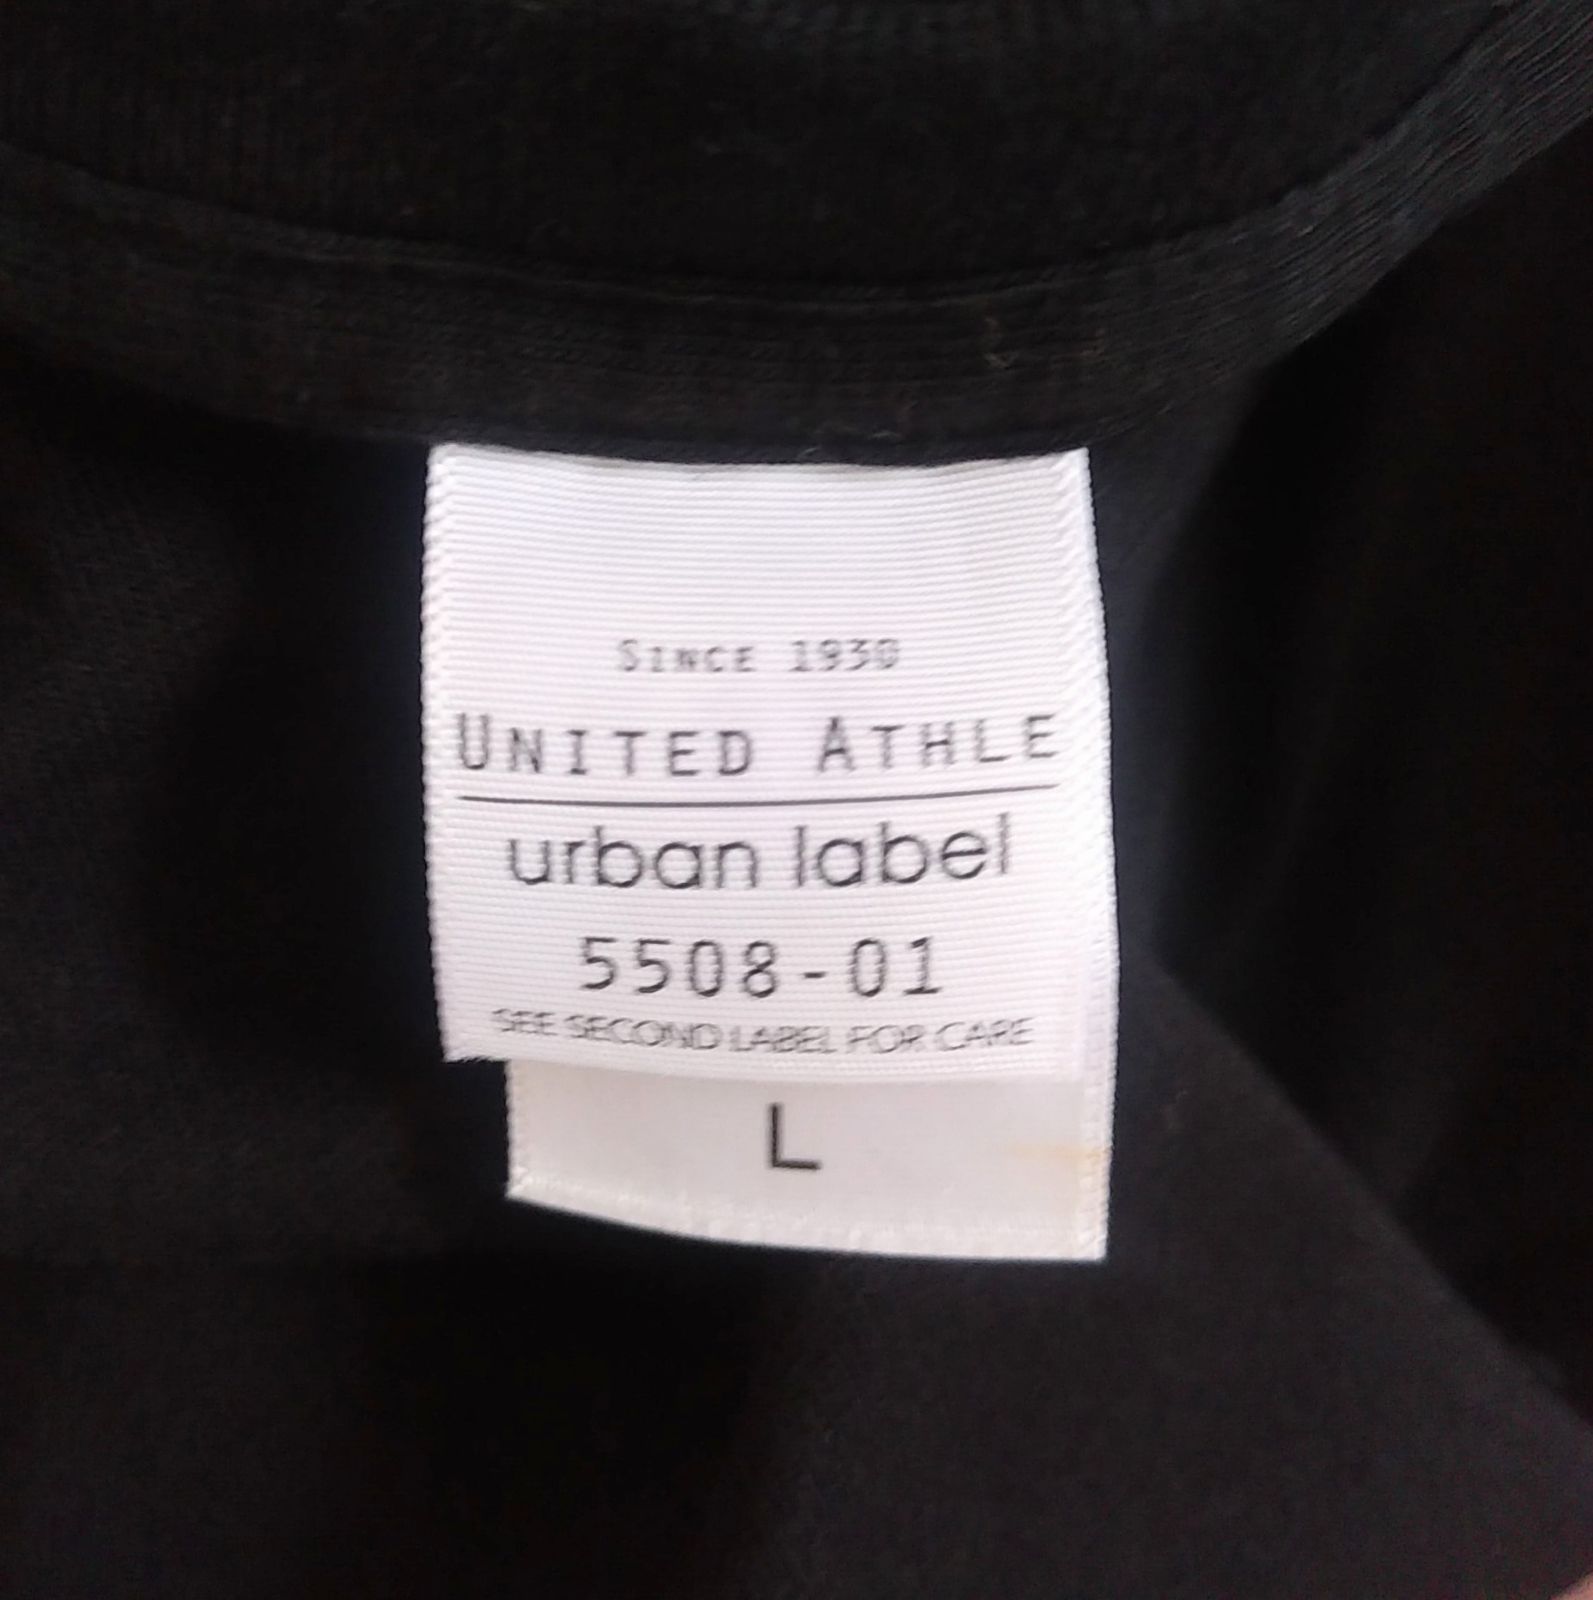 SINCE 1930
UNITED ATHLE
urban label
5508-01
SEE SECOND LABEL FOR CARE
L